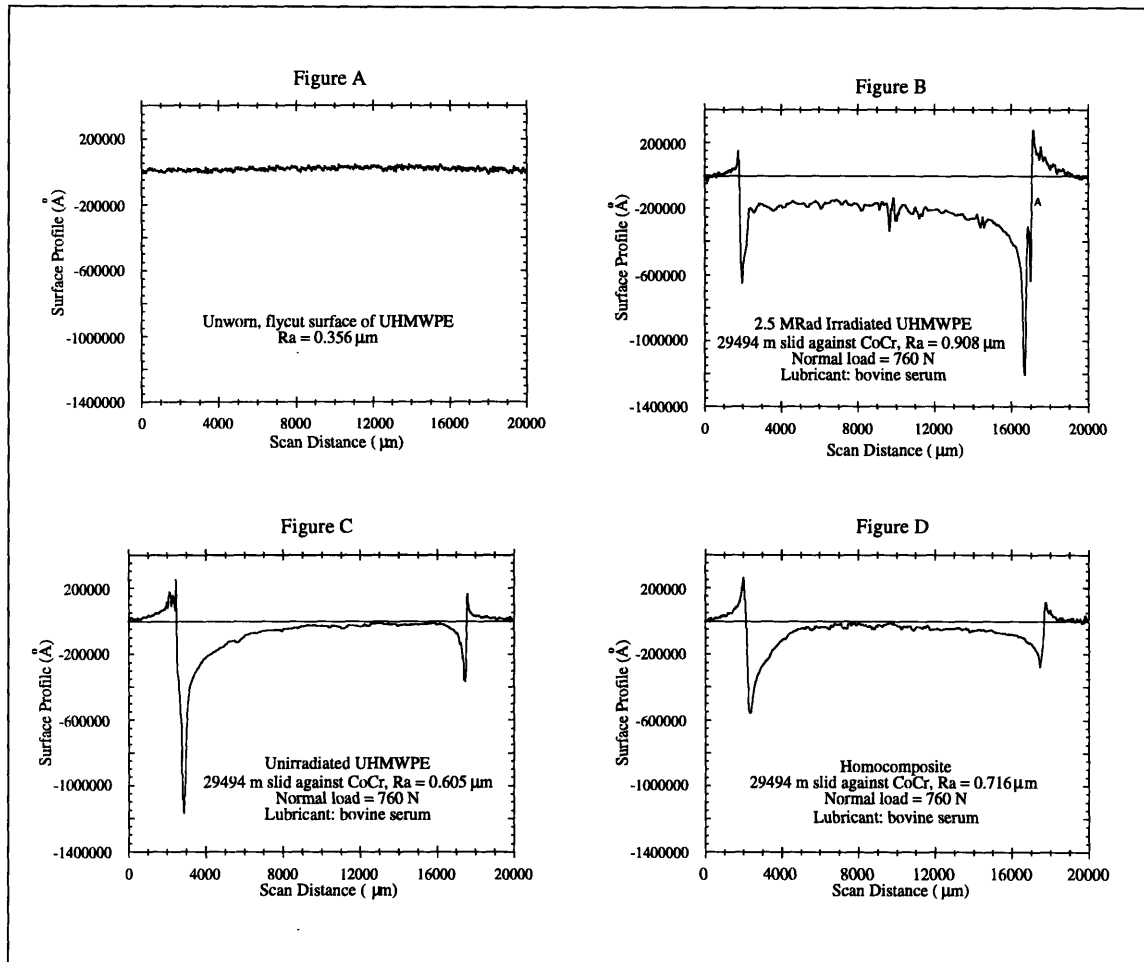 Figure A
Surface Profile (Å)
200000
-200000
-600000
-1000000
-1400000
Unworn, flycut surface of UHMWPE
Ra = 0.356 µm
0 4000 8000 12000 16000 20000
Scan Distance ( µm)
Figure B
Surface Profile (Å)
200000
-200000
-600000
-1000000
-1400000
A
2.5 MRad Irradiated UHMWPE
29494 m slid against CoCr, Ra = 0.908 µm
Normal load = 760 N
Lubricant: bovine serum
0 4000 8000 12000 16000 20000
Scan Distance ( µm)
Figure C
Surface Profile (Å)
200000
-200000
-600000
-1000000
-1400000
Unirradiated UHMWPE
29494 m slid against CoCr, Ra = 0.605 µm
Normal load = 760 N
Lubricant: bovine serum
0 4000 8000 12000 16000 20000
Scan Distance ( µm)
Figure D
Surface Profile (Å)
200000
-200000
-600000
-1000000
-1400000
Homocomposite
29494 m slid against CoCr, Ra = 0.716 µm
Normal load = 760 N
Lubricant: bovine serum
0 4000 8000 12000 16000 20000
Scan Distance ( µm)